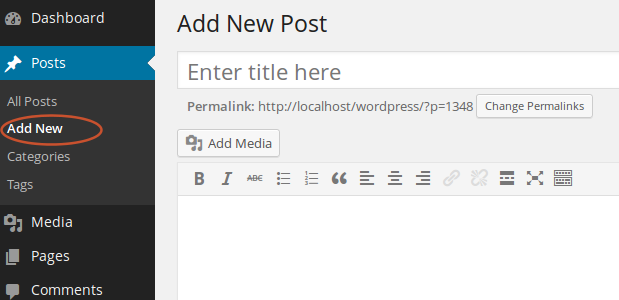 Dashboard
Posts
All Posts
Add New
Categories
Tags
Media
Pages
Comments
Add New Post
Enter title here
Permalink: http://localhost/wordpress/?p=1348 Change Permalinks
Add Media
B I ABC